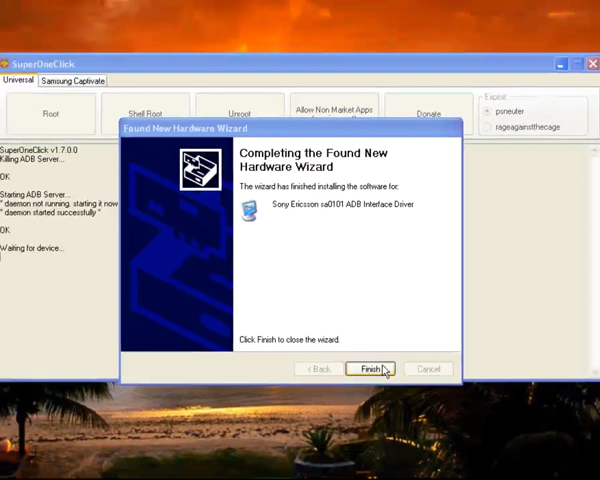 SuperOneClick
Universal
Samsung Captivate
Root
Shell Root
Unroot
Allow Non Market Apps
Donate
Exploit
psneuter
rageagainstthecage
SuperOneClick v1.7.0.0
Killing ADB Server...
OK
Starting ADB Server...
* daemon not running. starting it now
* daemon started successfully *
OK
Waiting for device...
Found New Hardware Wizard
Completing the Found New
Hardware Wizard
The wizard has finished installing the software for:
Sony Ericsson sa0101 ADB Interface Driver
Click Finish to close the wizard.
< Back
Finish
Cancel